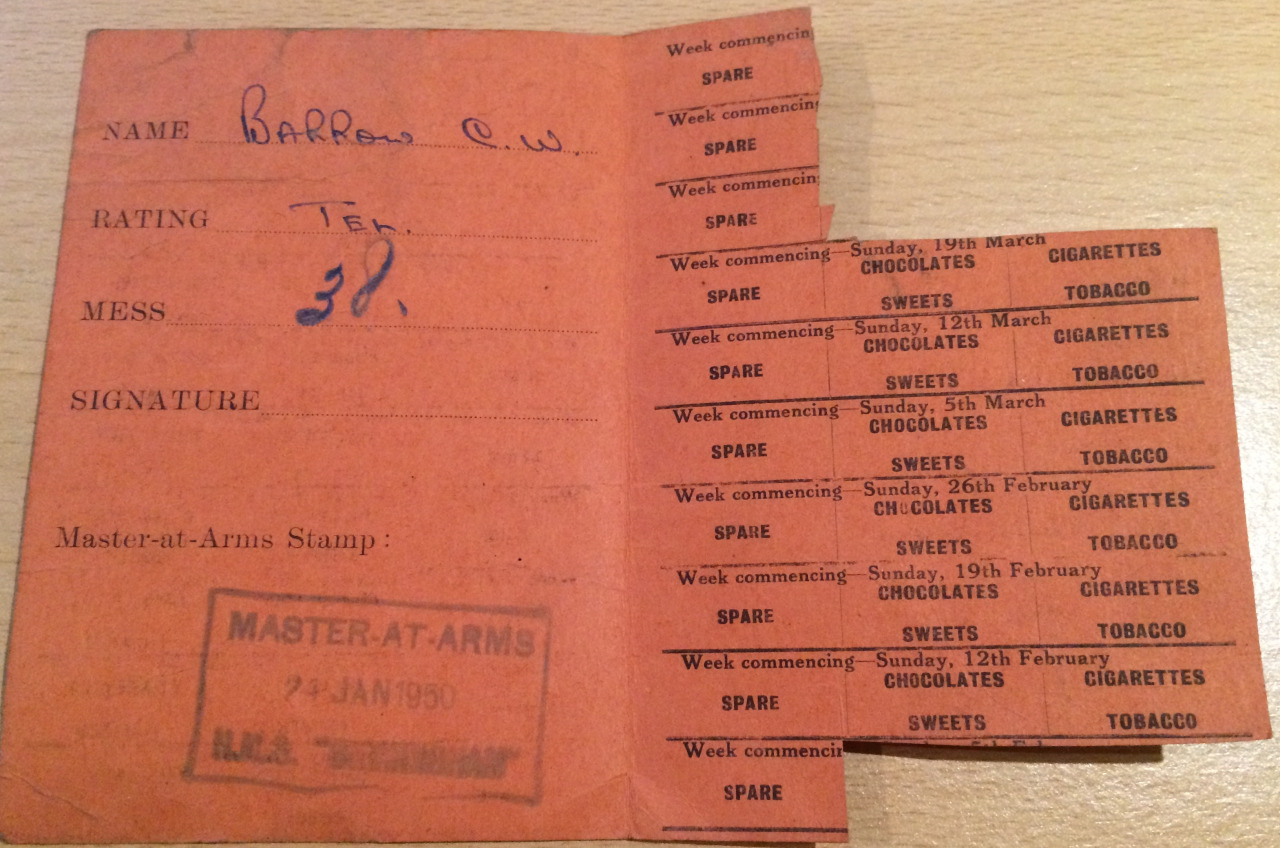 NAME BARRow C.W.
RATING TEL.
MESS 38.
SIGNATURE
Master-at-Arms Stamp:
MASTER-AT-ARMS
JAN 1950
H.M.S.
Week commencin
SPARE
Week commencin
SPARE
Week commencin
SPARE
Week commencing—Sunday, 19th March
CHOCOLATES CIGARETTES
SPARE SWEETS TOBACCO
Week commencing—Sunday, 12th March
CHOCOLATES CIGARETTES
SPARE SWEETS TOBACCO
Week commencing—Sunday, 5th March
CHOCOLATES CIGARETTES
SPARE SWEETS TOBACCO
Week commencing—Sunday, 26th February
CHOCOLATES CIGARETTES
SPARE SWEETS TOBACCO
Week commencing—Sunday, 19th February
CHOCOLATES CIGARETTES
SPARE SWEETS TOBACCO
Week commencing—Sunday, 12th February
CHOCOLATES CIGARETTES
SPARE SWEETS TOBACCO
Week commencin
SPARE